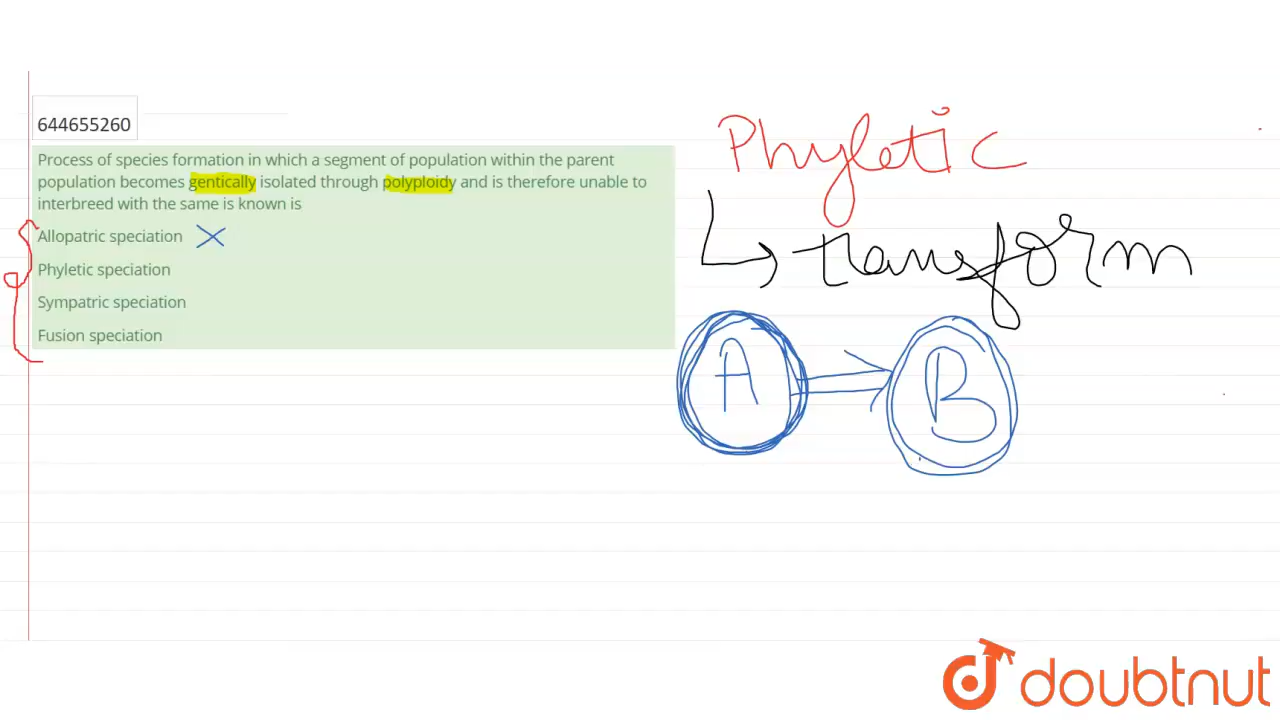 644655260
Process of species formation in which a segment of population within the parent
population becomes gentically isolated through polyploidy and is therefore unable to
interbreed with the same is known is
Allopatric speciation
Phyletic speciation
Sympatric speciation
Fusion speciation
Phyletic
transform
A
B
doubtnut